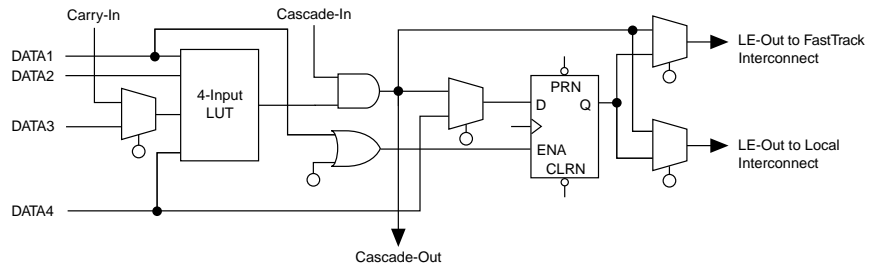 Carry-In
Cascade-In
DATA1
DATA2
DATA3
DATA4
4-Input
LUT
PRN
D
Q
ENA
CLRN
LE-Out to FastTrack
Interconnect
LE-Out to Local
Interconnect
Cascade-Out